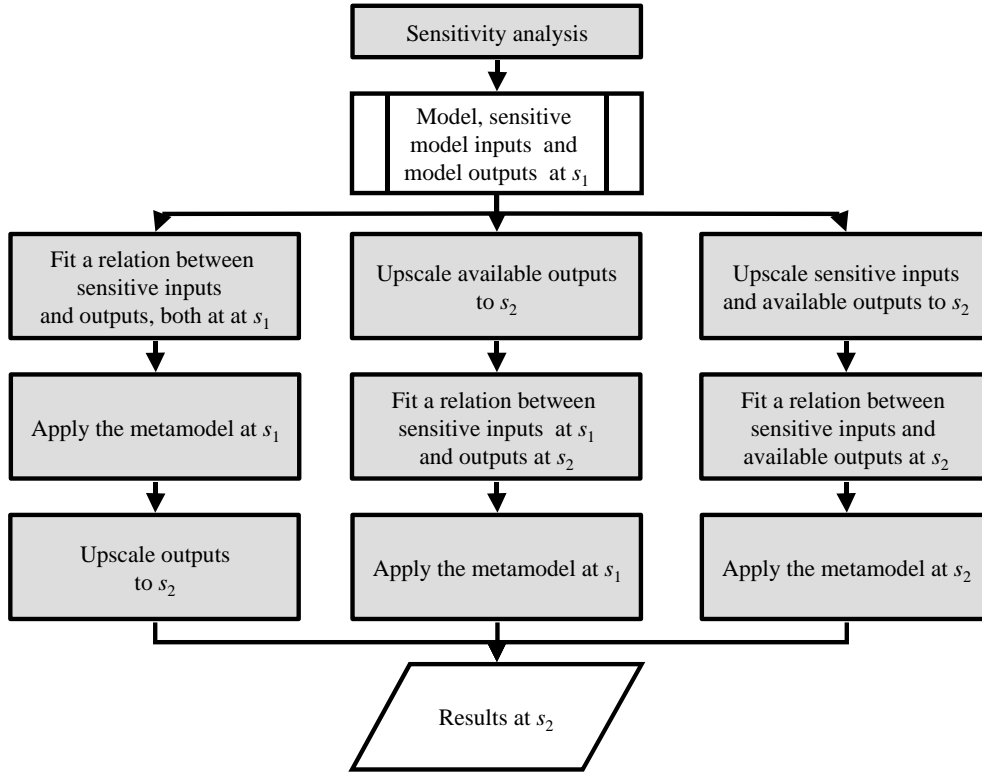 Sensitivity analysis
Model, sensitive
model inputs and
model outputs at s1
Fit a relation between
sensitive inputs
and outputs, both at at s1
Upscale available outputs
to s2
Upscale sensitive inputs
and available outputs to s2
Apply the metamodel at s1
Fit a relation between
sensitive inputs at s1
and outputs at s2
Fit a relation between
sensitive inputs and
available outputs at s2
Upscale outputs
to s2
Apply the metamodel at s1
Apply the metamodel at s2
Results at s2